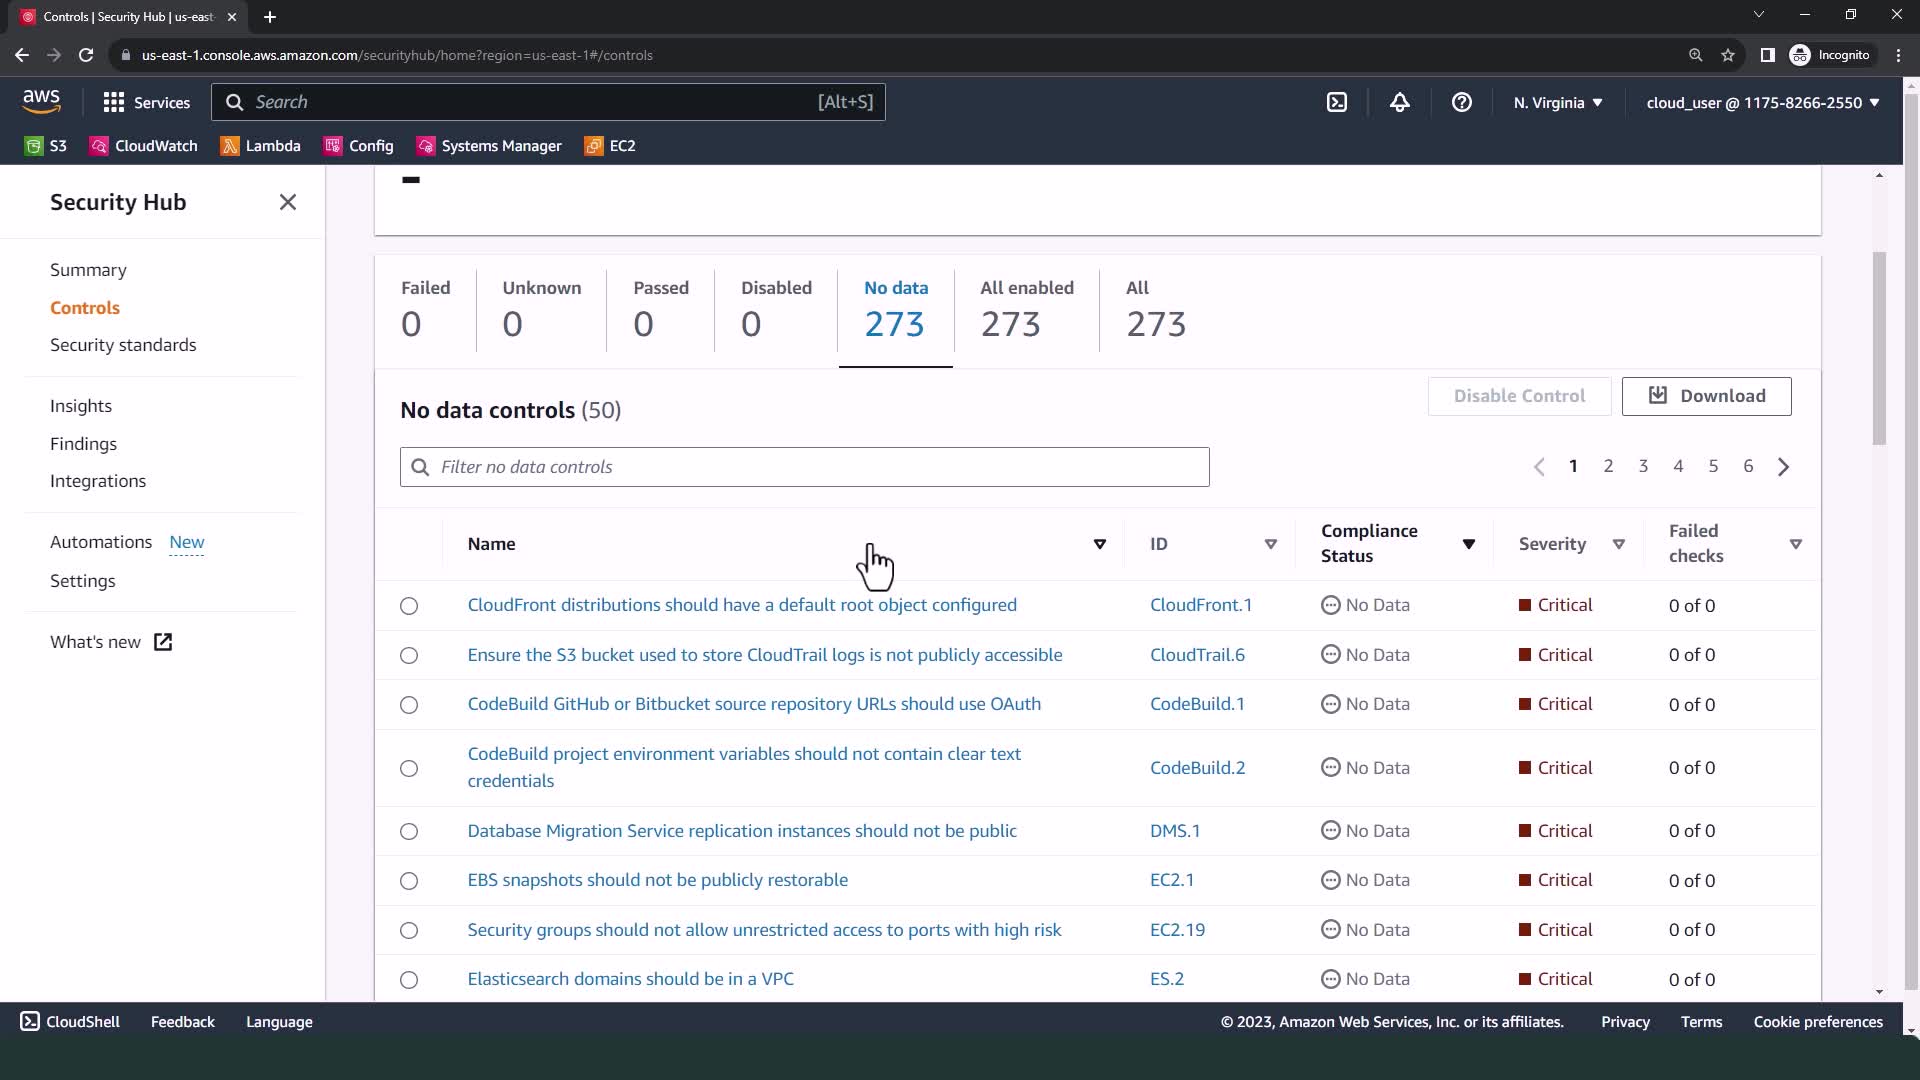 Controls | Security Hub | us-east-
us-east-1.console.aws.amazon.com/securityhub/home?region=us-east-1#/controls
Incognito
aws
Services
Search
[Alt+S]
N. Virginia
cloud_user @ 1175-8266-2550
S3
CloudWatch
Lambda
Config
Systems Manager
EC2
Security Hub
Summary
Controls
Security standards
Insights
Findings
Integrations
Automations New
Settings
What's new
Failed
0
Unknown
0
Passed
0
Disabled
0
No data
273
All enabled
273
All
273
No data controls (50)
Disable Control
Download
Filter no data controls
1 2 3 4 5 6
Name
ID
Compliance
Status
Severity
Failed
checks
CloudFront distributions should have a default root object configured
CloudFront.1
No Data
Critical
0 of 0
Ensure the S3 bucket used to store CloudTrail logs is not publicly accessible
CloudTrail.6
No Data
Critical
0 of 0
CodeBuild GitHub or Bitbucket source repository URLs should use OAuth
CodeBuild.1
No Data
Critical
0 of 0
CodeBuild project environment variables should not contain clear text
credentials
CodeBuild.2
No Data
Critical
0 of 0
Database Migration Service replication instances should not be public
DMS.1
No Data
Critical
0 of 0
EBS snapshots should not be publicly restorable
EC2.1
No Data
Critical
0 of 0
Security groups should not allow unrestricted access to ports with high risk
EC2.19
No Data
Critical
0 of 0
Elasticsearch domains should be in a VPC
ES.2
No Data
Critical
0 of 0
CloudShell
Feedback
Language
© 2023, Amazon Web Services, Inc. or its affiliates.
Privacy
Terms
Cookie preferences